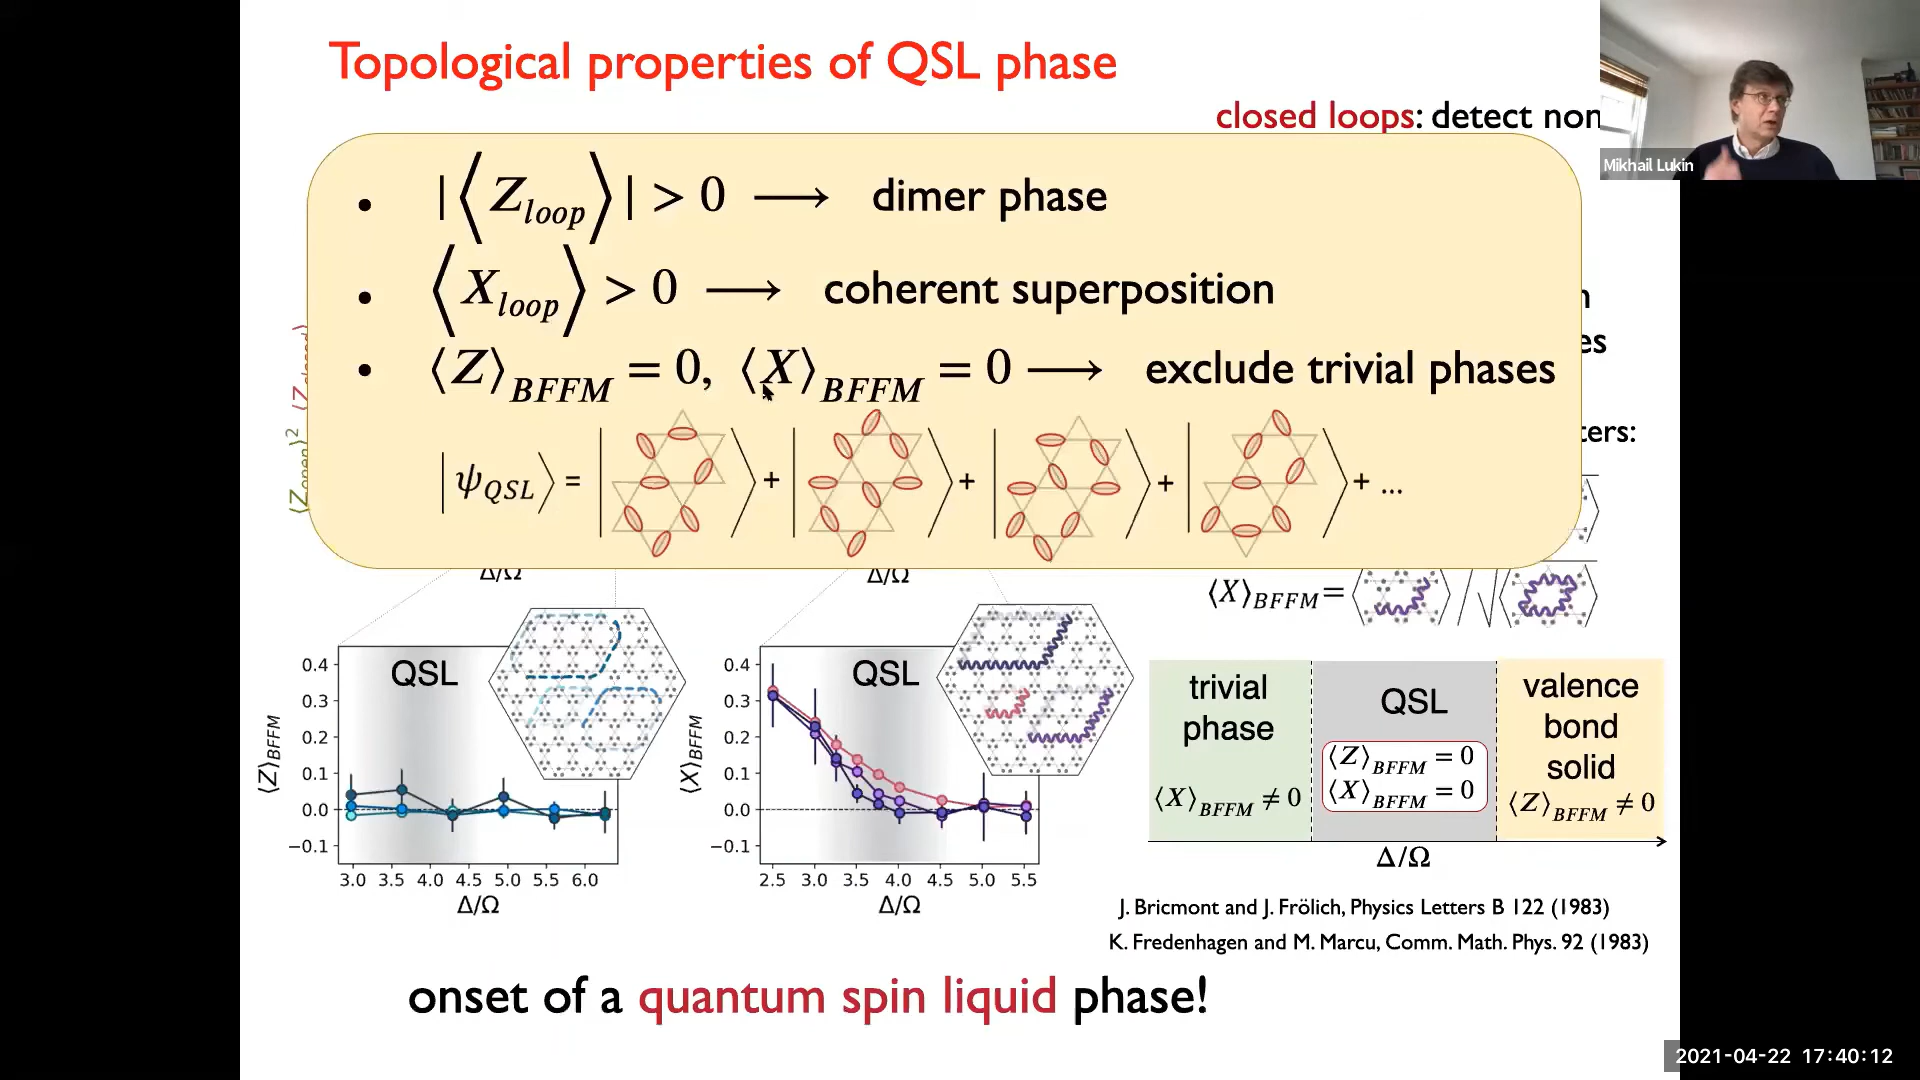 Topological properties of QSL phase
closed loops: detect non
Mikhail Lukin
• |⟨Z_loop⟩| > 0 ⟶ dimer phase
• ⟨X_loop⟩ > 0 ⟶ coherent superposition
• ⟨Z⟩_BFFM = 0, ⟨X⟩_BFFM = 0 ⟶ exclude trivial phases
|ψ_QSL⟩ = | ⟩ + | ⟩ + | ⟩ + | ⟩ + ...
ters:
Δ/Ω
Δ/Ω
⟨X⟩_BFFM =
⟨Z⟩_BFFM
QSL
0.4
0.3
0.2
0.1
0.0
−0.1
3.0 3.5 4.0 4.5 5.0 5.5 6.0
Δ/Ω
⟨X⟩_BFFM
QSL
0.4
0.3
0.2
0.1
0.0
−0.1
2.5 3.0 3.5 4.0 4.5 5.0 5.5
Δ/Ω
trivial
phase
⟨X⟩_BFFM ≠ 0
QSL
⟨Z⟩_BFFM = 0
⟨X⟩_BFFM = 0
valence
bond
solid
⟨Z⟩_BFFM ≠ 0
Δ/Ω
J. Bricmont and J. Frölich, Physics Letters B 122 (1983)
K. Fredenhagen and M. Marcu, Comm. Math. Phys. 92 (1983)
onset of a quantum spin liquid phase!
2021-04-22 17:40:12